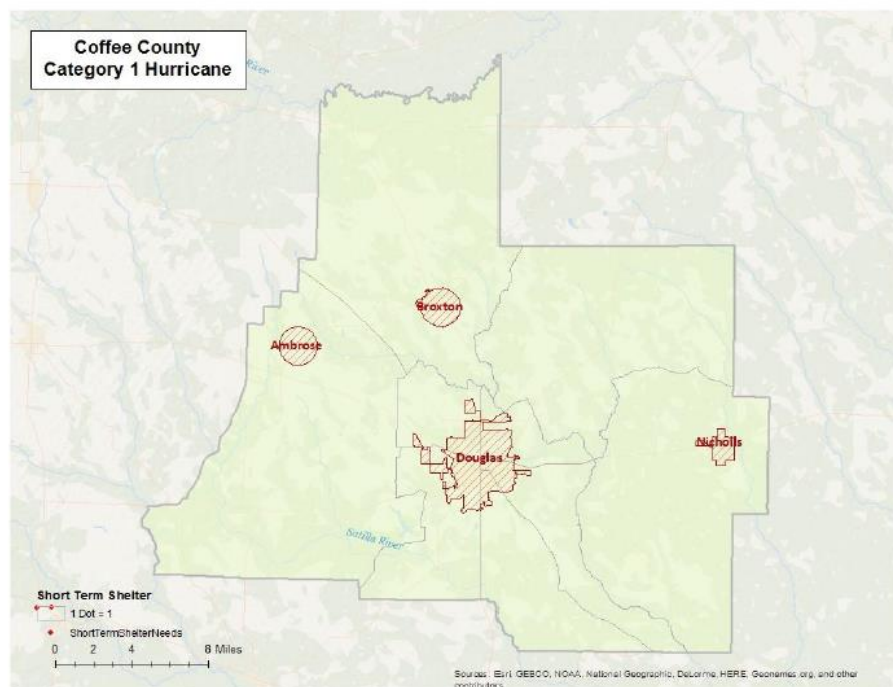 Coffee County
Category 1 Hurricane
River
Broxton
Ambrose
Nicholls
Douglas
Satilla River
Short Term Shelter
1 Dot = 1
ShortTermShelterNeeds
0 2 4 8 Miles
Sources: Esri, GEBCO, NOAA, National Geographic, DeLorme, HERE, Geonames.org, and other
contributors